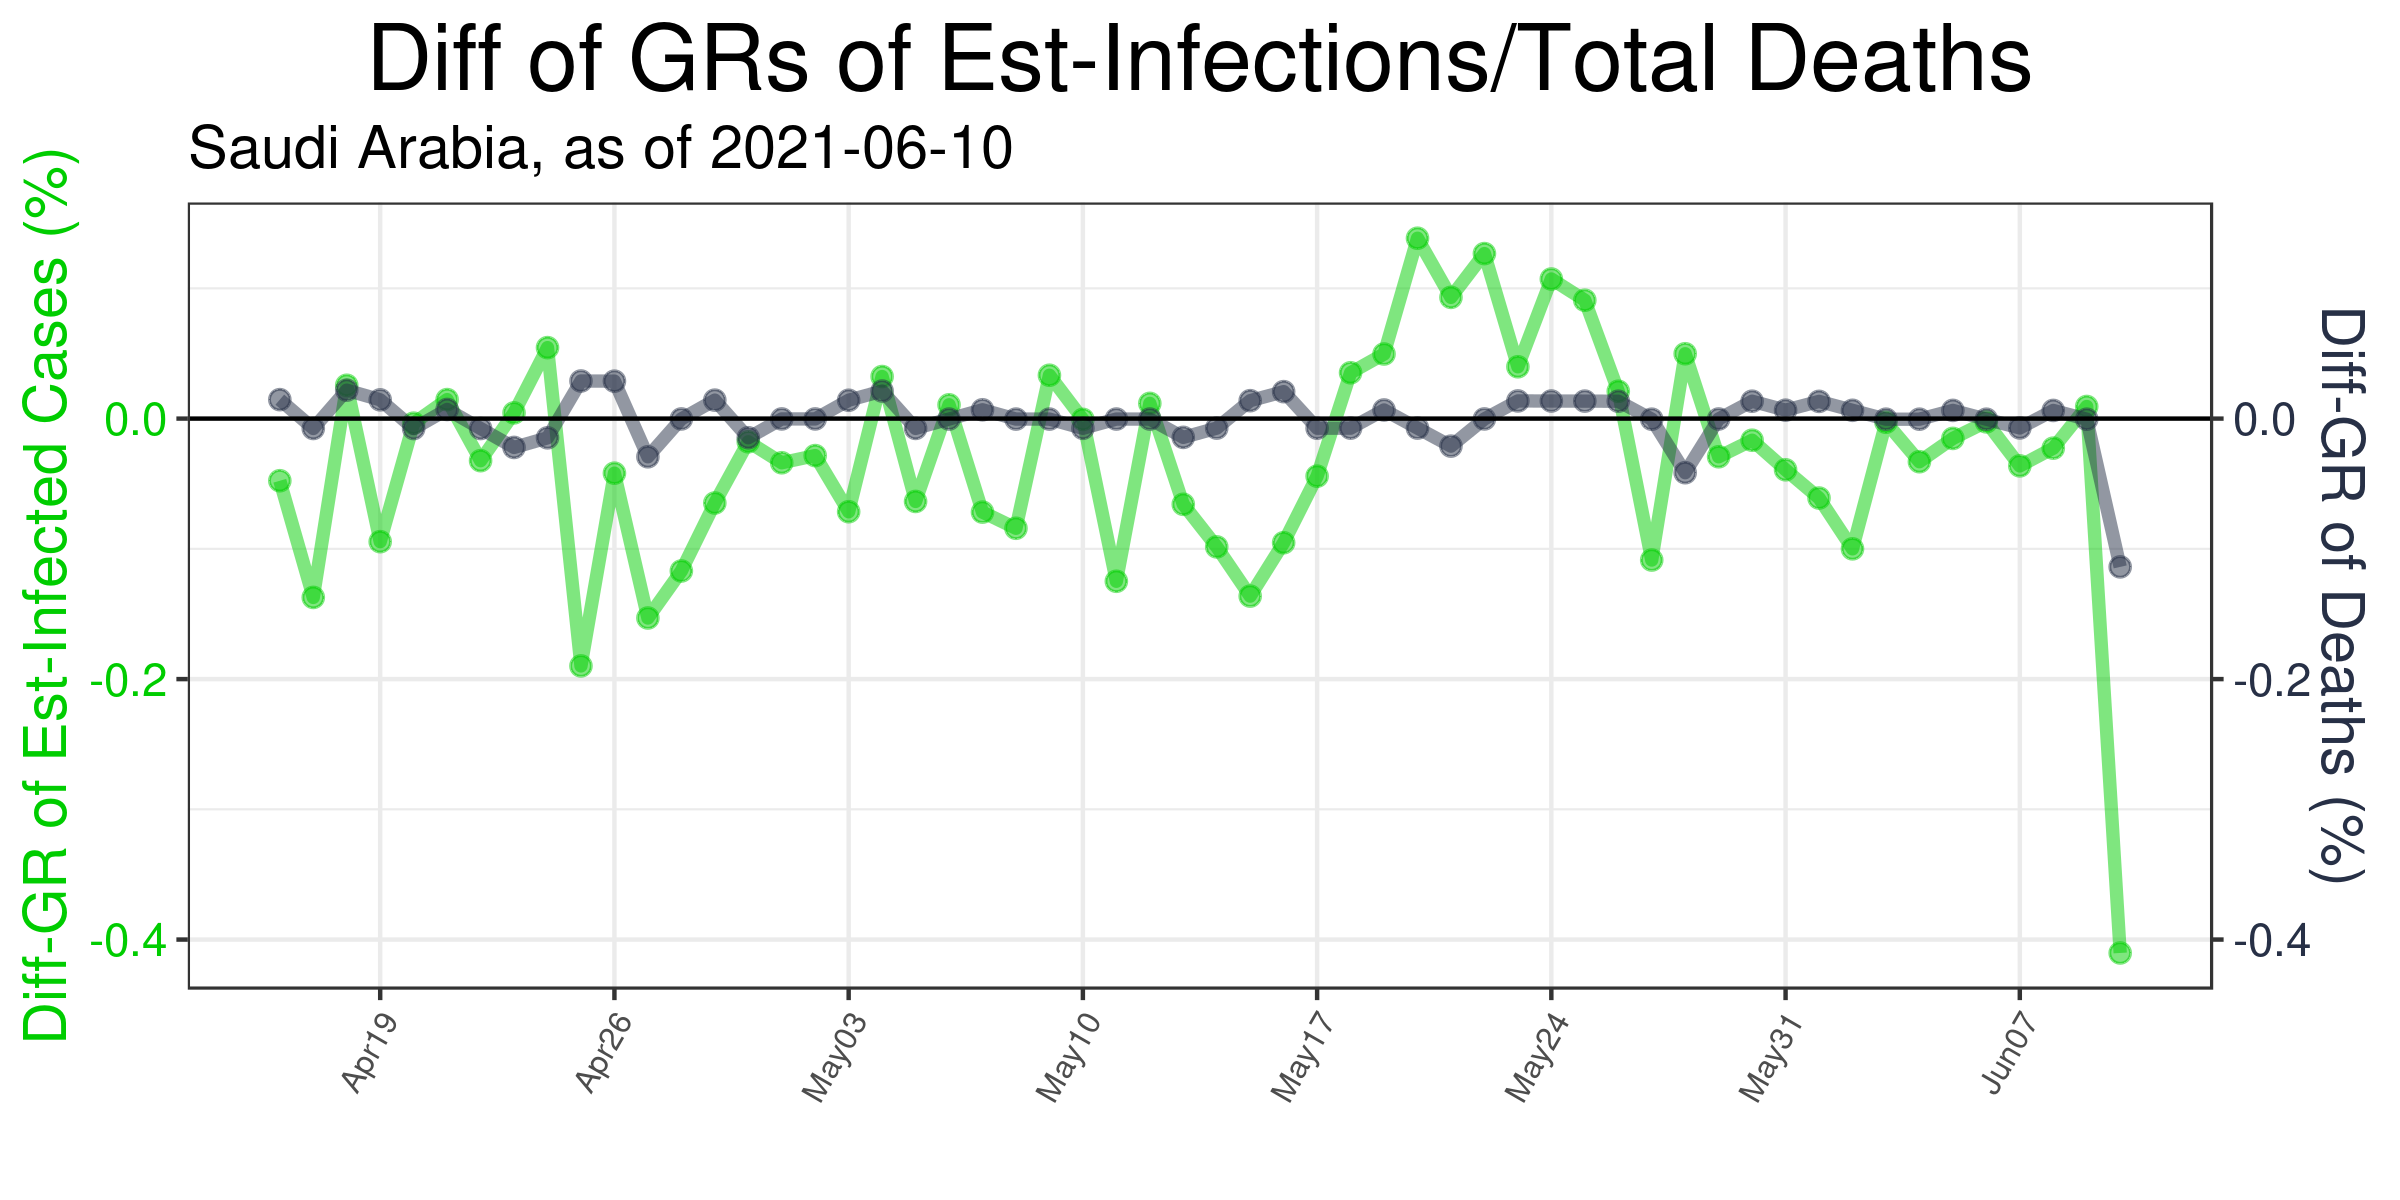 Diff of GRs of Est-Infections/Total Deaths
Saudi Arabia, as of 2021-06-10
Diff-GR of Est-Infected Cases (%)
0.0
-0.2
-0.4
0.0
-0.2
-0.4
Diff-GR of Deaths (%)
Apr19
Apr26
May03
May10
May17
May24
May31
Jun07